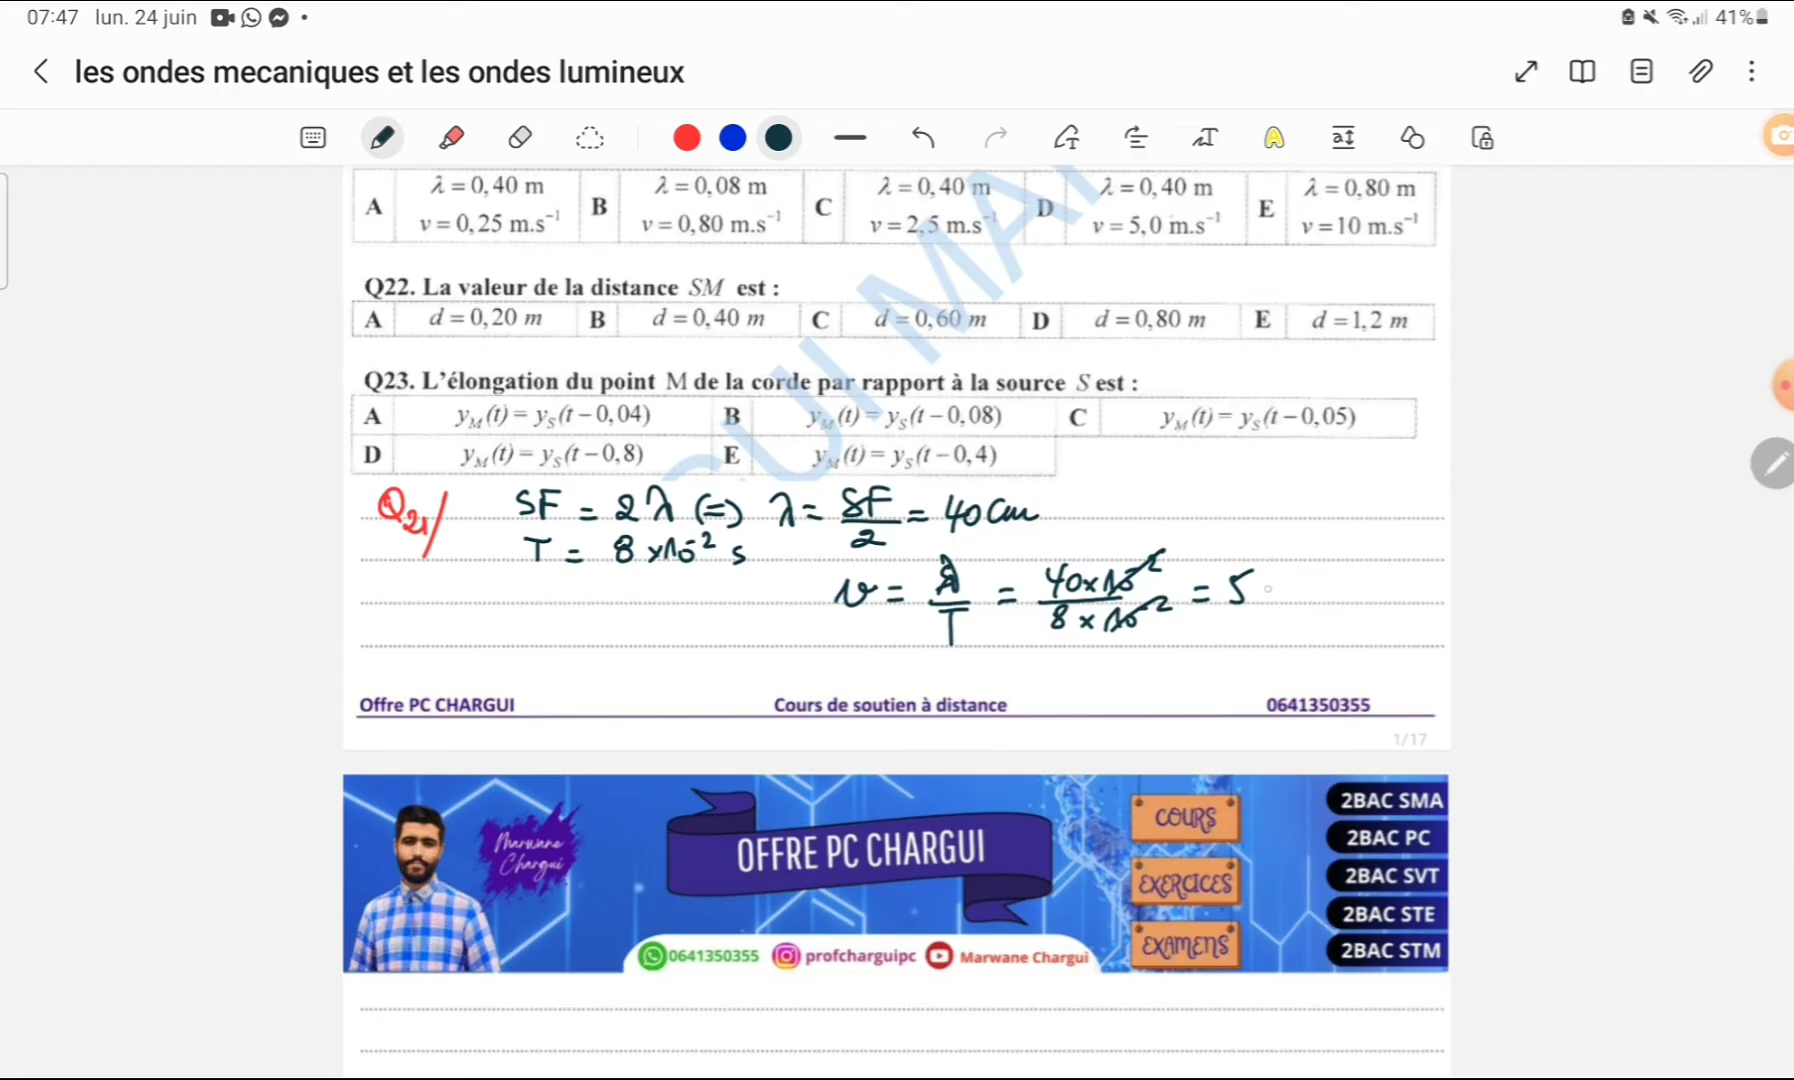 07:47 lun. 24 juin
41%
les ondes mecaniques et les ondes lumineux
A λ = 0,40 m v = 0,25 m.s⁻¹ B λ = 0,08 m v = 0,80 m.s⁻¹ C λ = 0,40 m v = 2,5 m.s⁻¹ D λ = 0,40 m v = 5,0 m.s⁻¹ E λ = 0,80 m v = 10 m.s⁻¹
Q22. La valeur de la distance SM est :
A d = 0,20 m B d = 0,40 m C d = 0,60 m D d = 0,80 m E d = 1,2 m
Q23. L'élongation du point M de la corde par rapport à la source S est :
A y_M(t) = y_S(t − 0,04) B y_M(t) = y_S(t − 0,08) C y_M(t) = y_S(t − 0,05)
D y_M(t) = y_S(t − 0,8) E y_M(t) = y_S(t − 0,4)
Q21/ SF = 2λ (=) λ = SF/2 = 40 cm
T = 8 × 10⁻² s
v = λ/T = 40×10⁻²/8×10⁻² = 5
Offre PC CHARGUI Cours de soutien à distance 0641350355
1/17
Marwane Chargui
OFFRE PC CHARGUI
COURS
EXERCICES
EXAMENS
2BAC SMA
2BAC PC
2BAC SVT
2BAC STE
2BAC STM
0641350355 profcharguipc Marwane Chargui